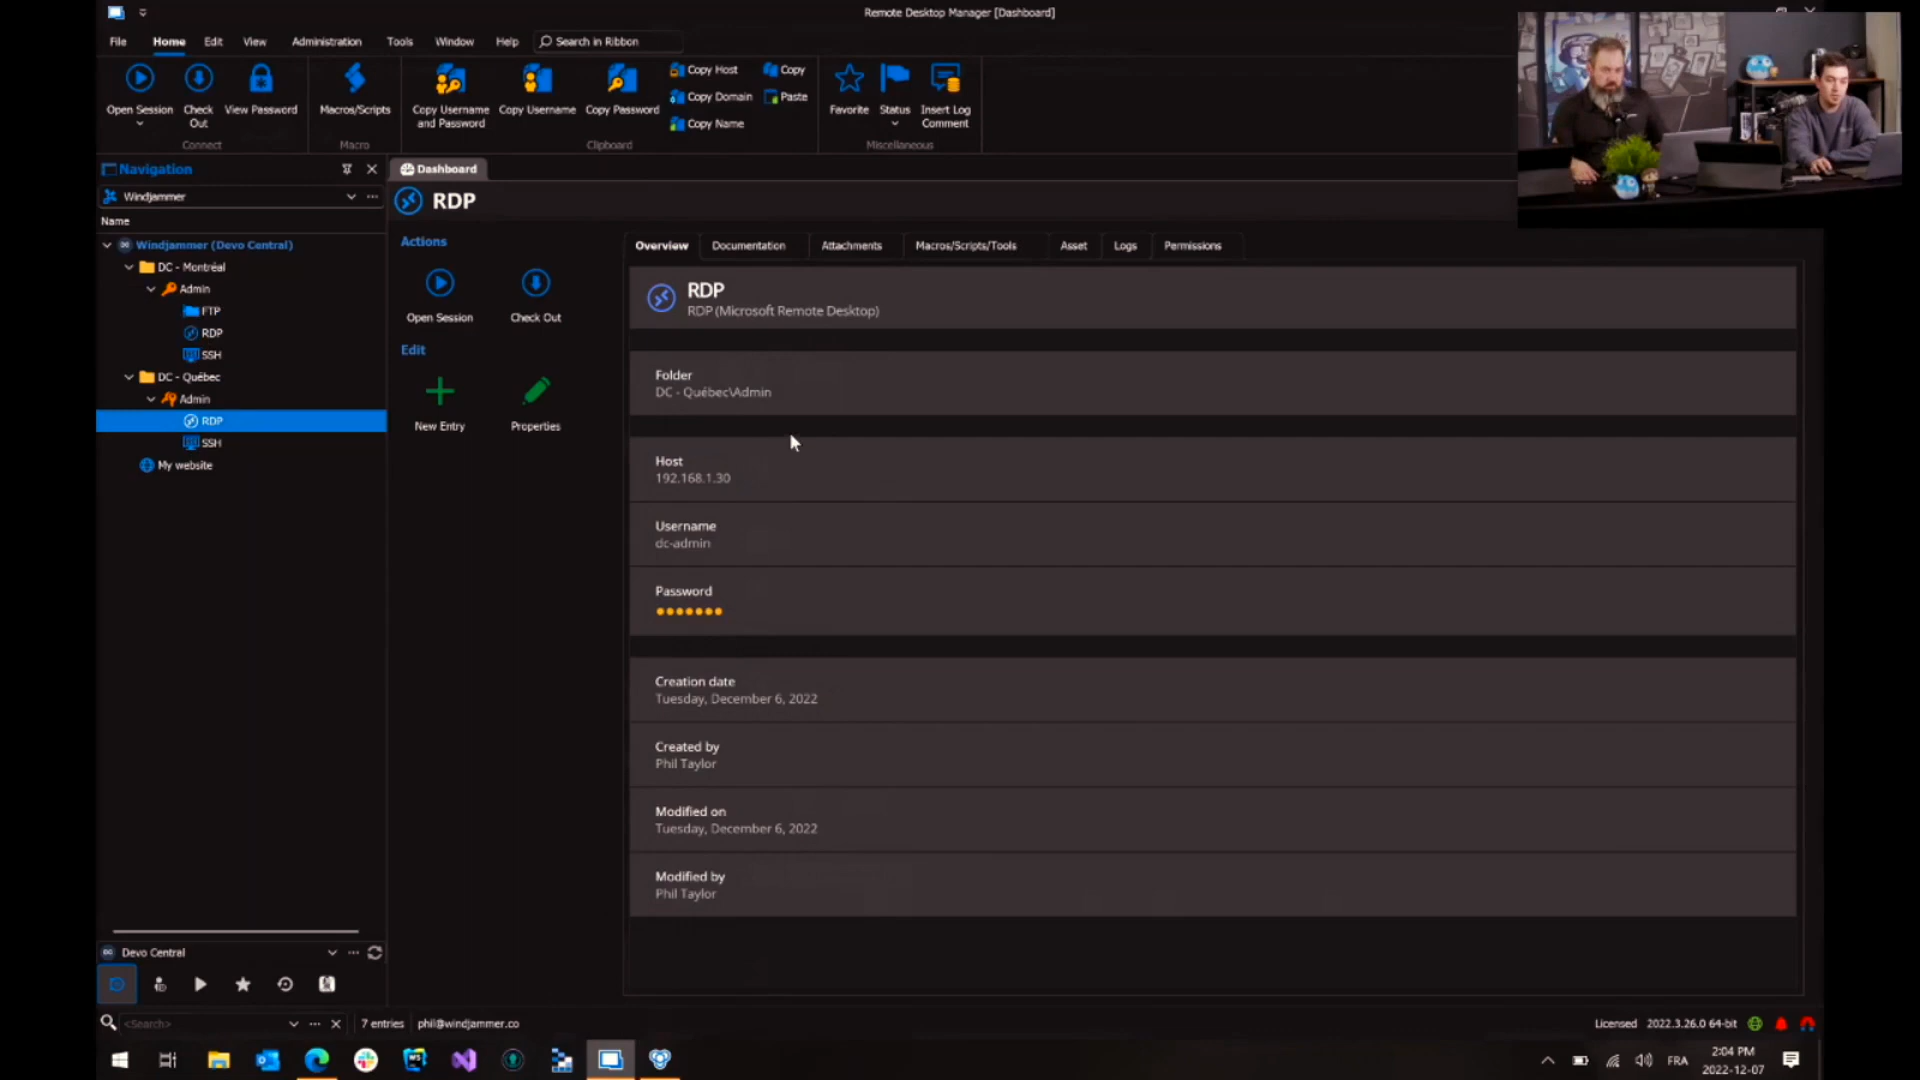 Remote Desktop Manager [Dashboard]
File Home Edit View Administration Tools Window Help Search in Ribbon
Open Session
Check Out
View Password
Connect
Macros/Scripts
Macro
Copy Username and Password
Copy Username
Copy Password
Copy Host
Copy Domain
Copy Name
Copy
Paste
Clipboard
Favorite
Status
Insert Log Comment
Miscellaneous
Navigation
Windjammer
Name
Windjammer (Devo Central)
DC - Montréal
Admin
FTP
RDP
SSH
DC - Québec
Admin
RDP
SSH
My website
Devo Central
Dashboard
RDP
Actions
Open Session
Check Out
Edit
New Entry
Properties
Overview Documentation Attachments Macros/Scripts/Tools Asset Logs Permissions
RDP
RDP (Microsoft Remote Desktop)
Folder
DC - Québec\Admin
Host
192.168.1.30
Username
dc-admin
Password
●●●●●●●
Creation date
Tuesday, December 6, 2022
Created by
Phil Taylor
Modified on
Tuesday, December 6, 2022
Modified by
Phil Taylor
<Search> 7 entries phil@windjammer.co
Licensed 2022.3.26.0 64-bit
FRA
2:04 PM
2022-12-07